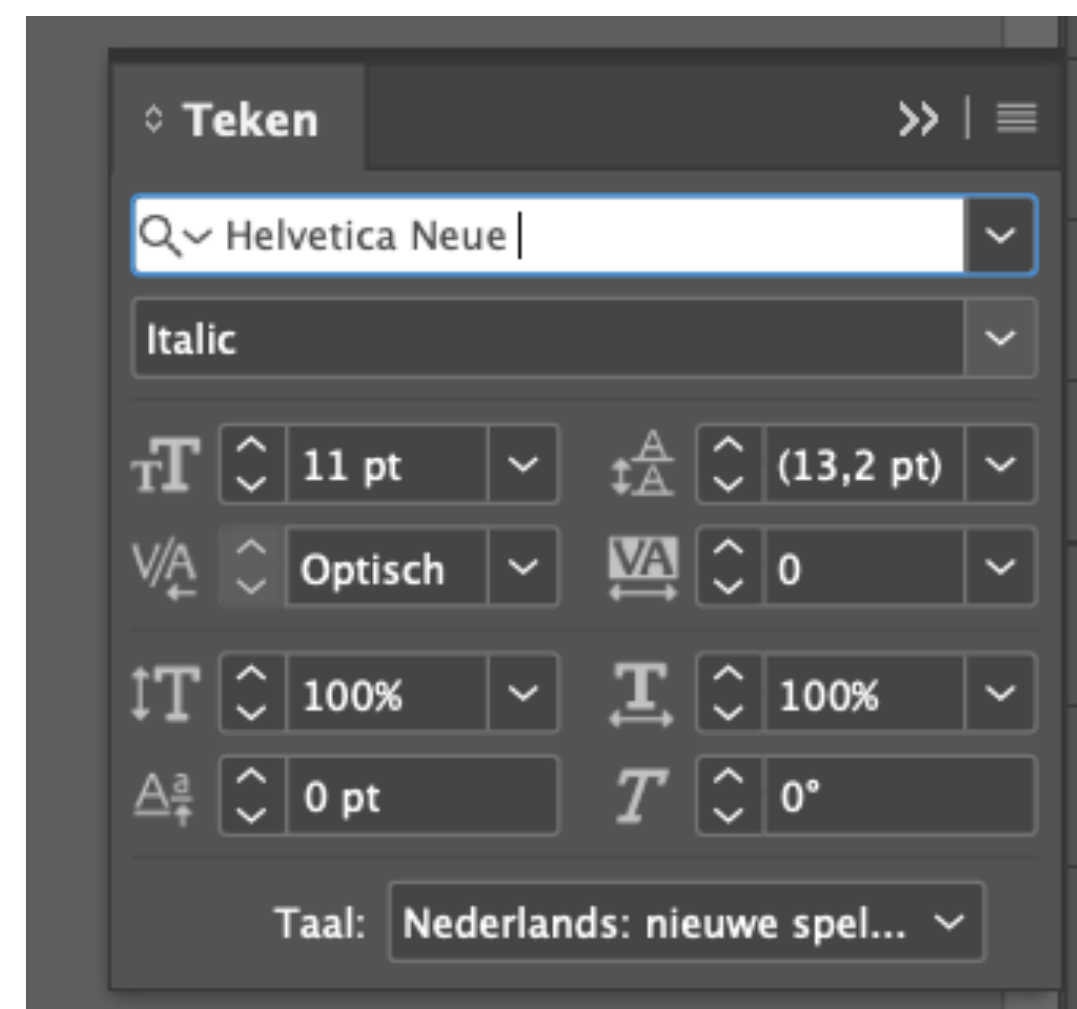 Teken
Helvetica Neue
Italic
11 pt (13,2 pt)
Optisch 0
100% 100%
0 pt 0°
Taal: Nederlands: nieuwe spel...